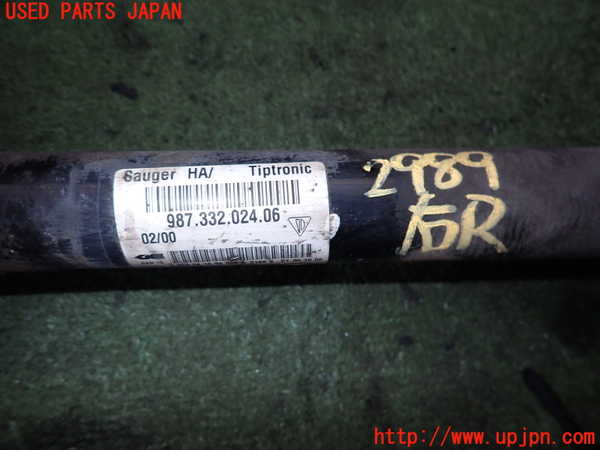 USED PARTS JAPAN
Sauger HA/ Tiptronic
987.332.024.06
02/00
2989
右R
http://www.upjpn.com/